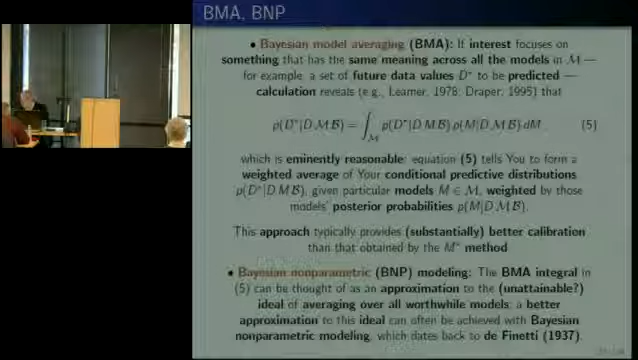 BMA, BNP
• Bayesian model averaging (BMA): If interest focuses on
something that has the same meaning across all the models in ℳ —
for example, a set of future data values D* to be predicted —
calculation reveals (e.g., Leamer, 1978; Draper, 1995) that
p(D*|D ℳ ℬ) = ∫_ℳ p(D*|D M ℬ) p(M|D ℳ ℬ) dM, (5)
which is eminently reasonable: equation (5) tells You to form a
weighted average of Your conditional predictive distributions
p(D*|D M ℬ), given particular models M ∈ ℳ, weighted by those
models' posterior probabilities p(M|D ℳ ℬ).
This approach typically provides (substantially) better calibration
than that obtained by the M* method
• Bayesian nonparametric (BNP) modeling: The BMA integral in
(5) can be thought of as an approximation to the (unattainable?)
ideal of averaging over all worthwhile models; a better
approximation to this ideal can often be achieved with Bayesian
nonparametric modeling, which dates back to de Finetti (1937).